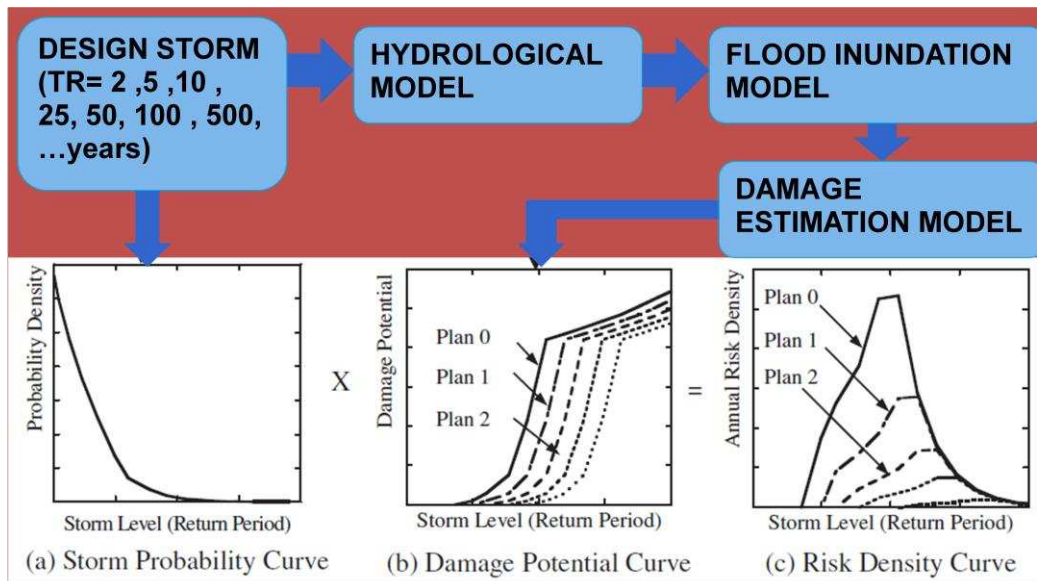 DESIGN STORM
(TR= 2 ,5 ,10 ,
25, 50, 100 , 500,
...years)
HYDROLOGICAL
MODEL
FLOOD INUNDATION
MODEL
DAMAGE
ESTIMATION MODEL
Probability Density
Storm Level (Return Period)
(a) Storm Probability Curve
X
Damage Potential
Plan 0
Plan 1
Plan 2
Storm Level (Return Period)
(b) Damage Potential Curve
=
Annual Risk Density
Plan 0
Plan 1
Plan 2
Storm Level (Return Period)
(c) Risk Density Curve